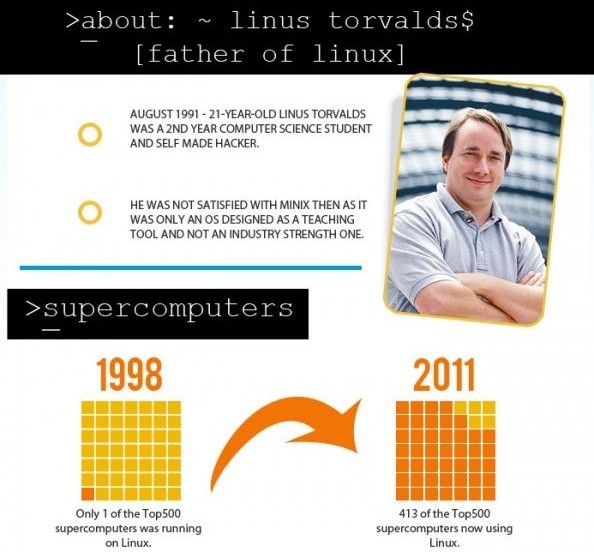 >about: ~ linus torvalds$
[father of linux]
AUGUST 1991 - 21-YEAR-OLD LINUS TORVALDS
WAS A 2ND YEAR COMPUTER SCIENCE STUDENT
AND SELF MADE HACKER.
HE WAS NOT SATISFIED WITH MINIX THEN AS IT
WAS ONLY AN OS DESIGNED AS A TEACHING
TOOL AND NOT AN INDUSTRY STRENGTH ONE.
>supercomputers
1998
Only 1 of the Top500
supercomputers was running
on Linux.
2011
413 of the Top500
supercomputers now using
Linux.